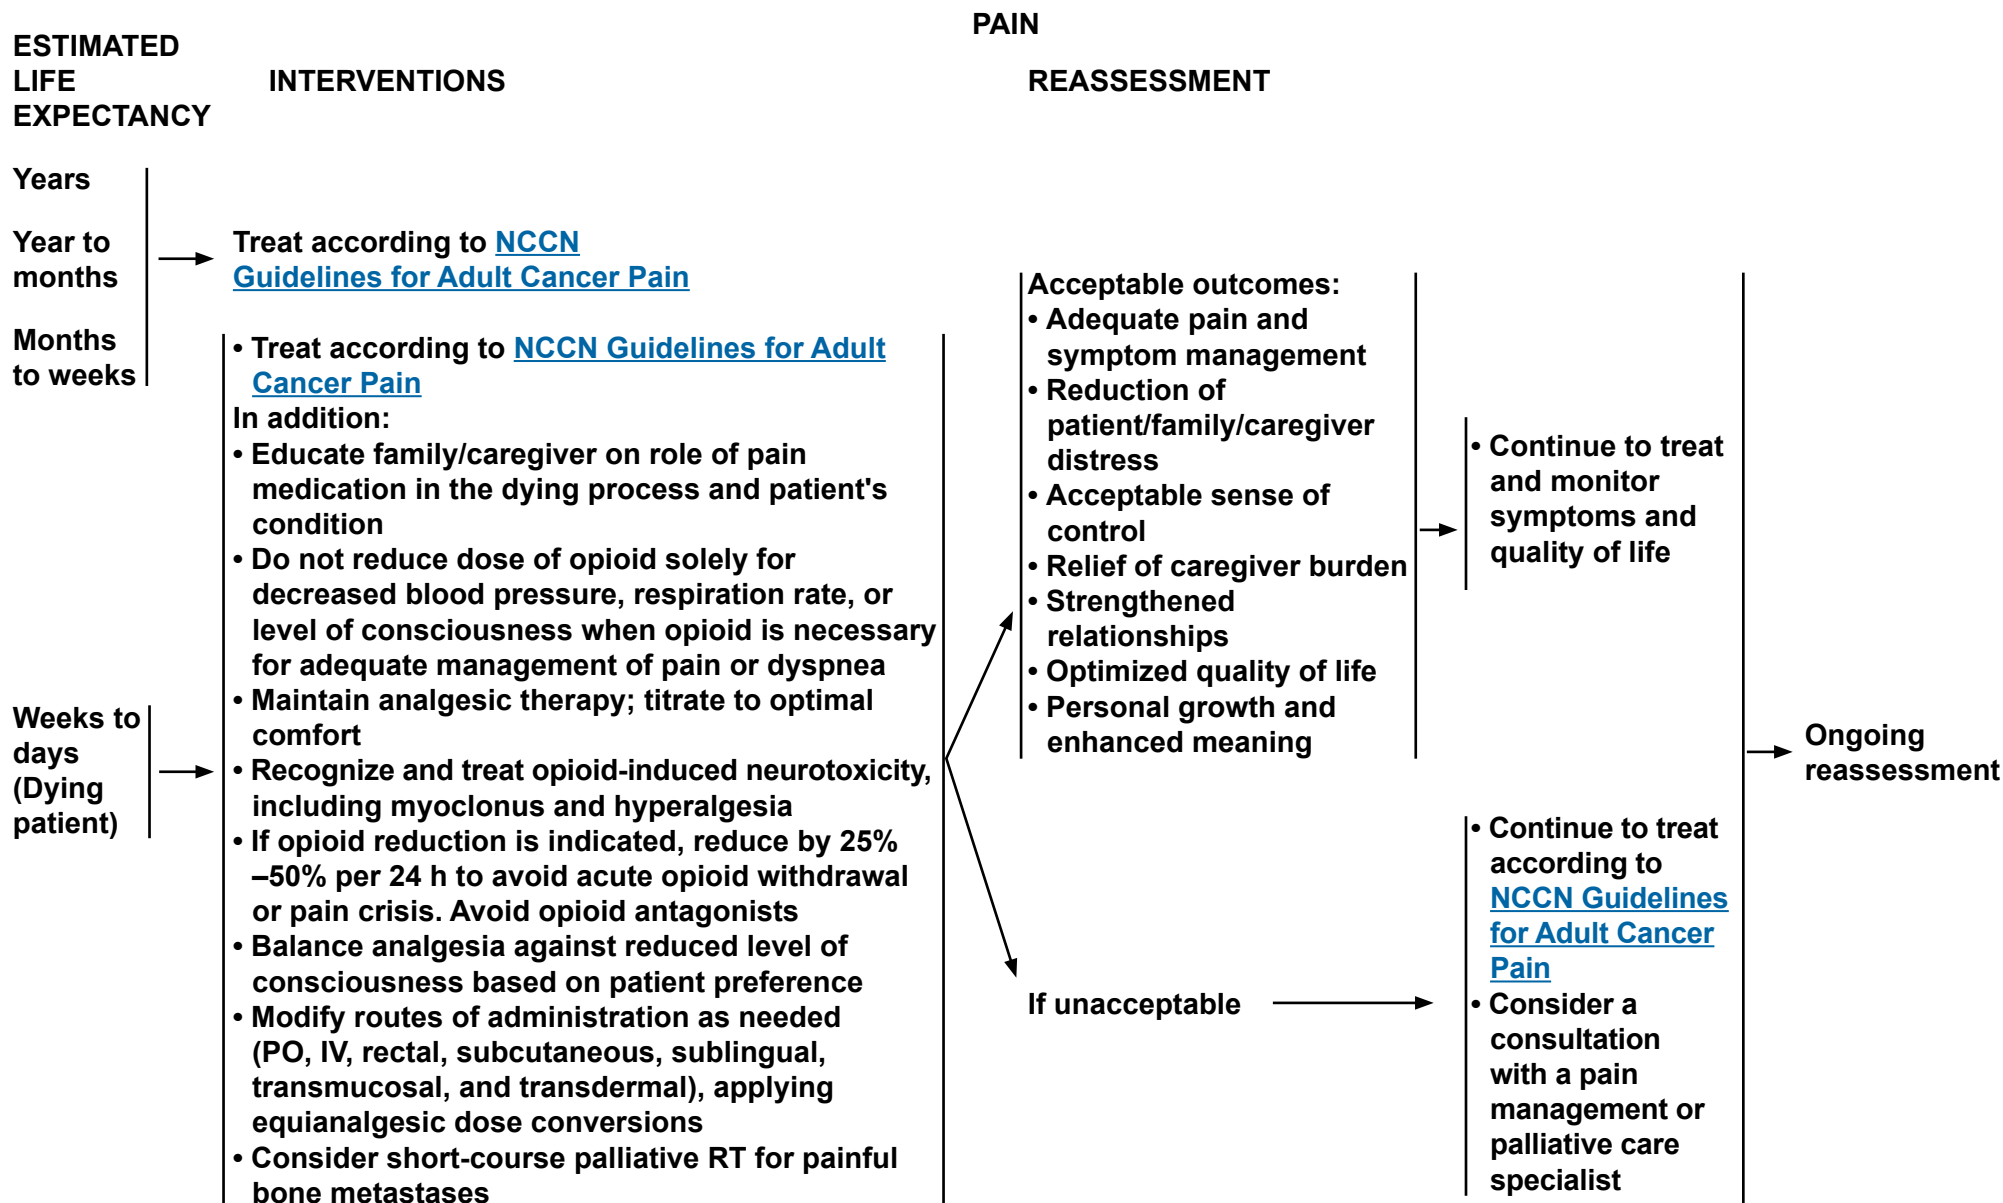 PAIN
ESTIMATED
LIFE
EXPECTANCY
INTERVENTIONS
REASSESSMENT
Years
Year to
months
Months
to weeks
Treat according to NCCN
Guidelines for Adult Cancer Pain
Weeks to
days
(Dying
patient)
• Treat according to NCCN Guidelines for Adult
Cancer Pain
In addition:
• Educate family/caregiver on role of pain
medication in the dying process and patient's
condition
• Do not reduce dose of opioid solely for
decreased blood pressure, respiration rate, or
level of consciousness when opioid is necessary
for adequate management of pain or dyspnea
• Maintain analgesic therapy; titrate to optimal
comfort
• Recognize and treat opioid-induced neurotoxicity,
including myoclonus and hyperalgesia
• If opioid reduction is indicated, reduce by 25%
–50% per 24 h to avoid acute opioid withdrawal
or pain crisis. Avoid opioid antagonists
• Balance analgesia against reduced level of
consciousness based on patient preference
• Modify routes of administration as needed
(PO, IV, rectal, subcutaneous, sublingual,
transmucosal, and transdermal), applying
equianalgesic dose conversions
• Consider short-course palliative RT for painful
bone metastases
Acceptable outcomes:
• Adequate pain and
symptom management
• Reduction of
patient/family/caregiver
distress
• Acceptable sense of
control
• Relief of caregiver burden
• Strengthened
relationships
• Optimized quality of life
• Personal growth and
enhanced meaning
• Continue to treat
and monitor
symptoms and
quality of life
If unacceptable
• Continue to treat
according to
NCCN Guidelines
for Adult Cancer
Pain
• Consider a
consultation
with a pain
management or
palliative care
specialist
Ongoing
reassessment